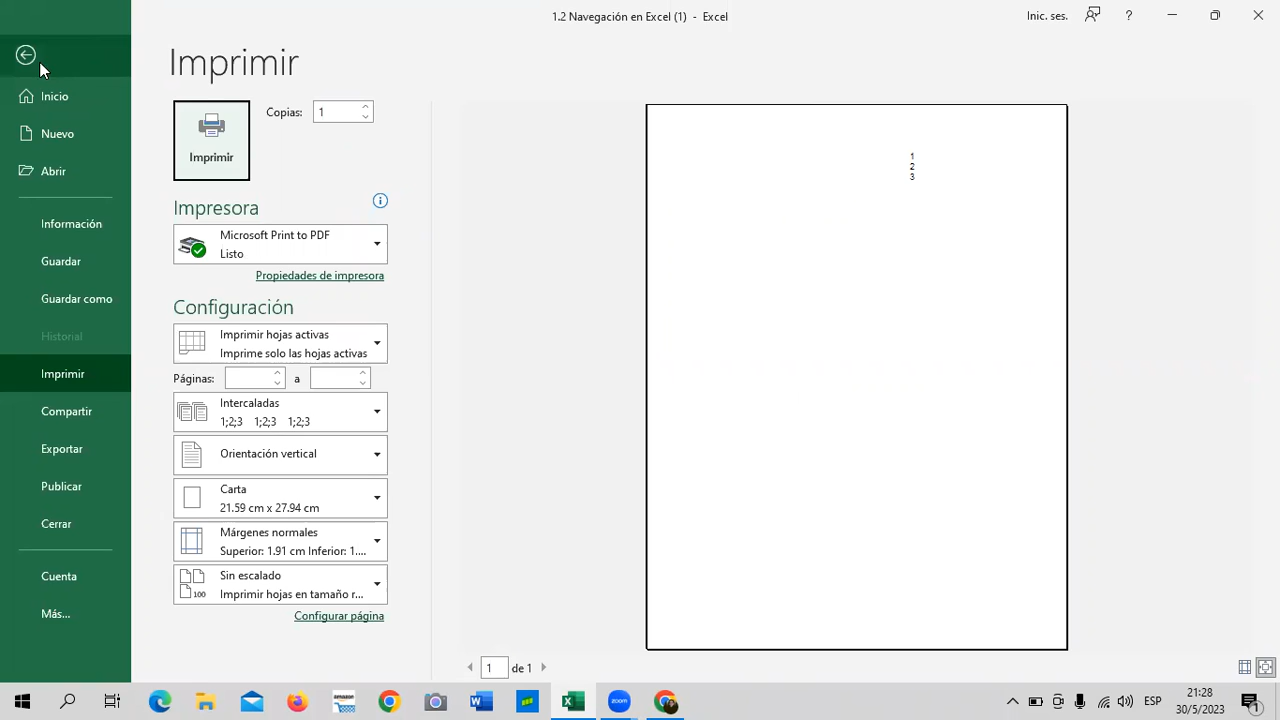 1.2 Navegación en Excel (1) - Excel
Inic. ses.
?
Imprimir
Inicio
Nuevo
Abrir
Información
Guardar
Guardar como
Historial
Imprimir
Compartir
Exportar
Publicar
Cerrar
Cuenta
Más...
Imprimir
Copias: 1
Impresora
Microsoft Print to PDF
Listo
Propiedades de impresora
Configuración
Imprimir hojas activas
Imprime solo las hojas activas
Páginas: a
Intercaladas
1;2;3 1;2;3 1;2;3
Orientación vertical
Carta
21.59 cm x 27.94 cm
Márgenes normales
Superior: 1.91 cm Inferior: 1....
Sin escalado
100
Imprimir hojas en tamaño r...
Configurar página
1
2
3
1 de 1
amazon
W
X
zoom
ESP
21:28
30/5/2023
1